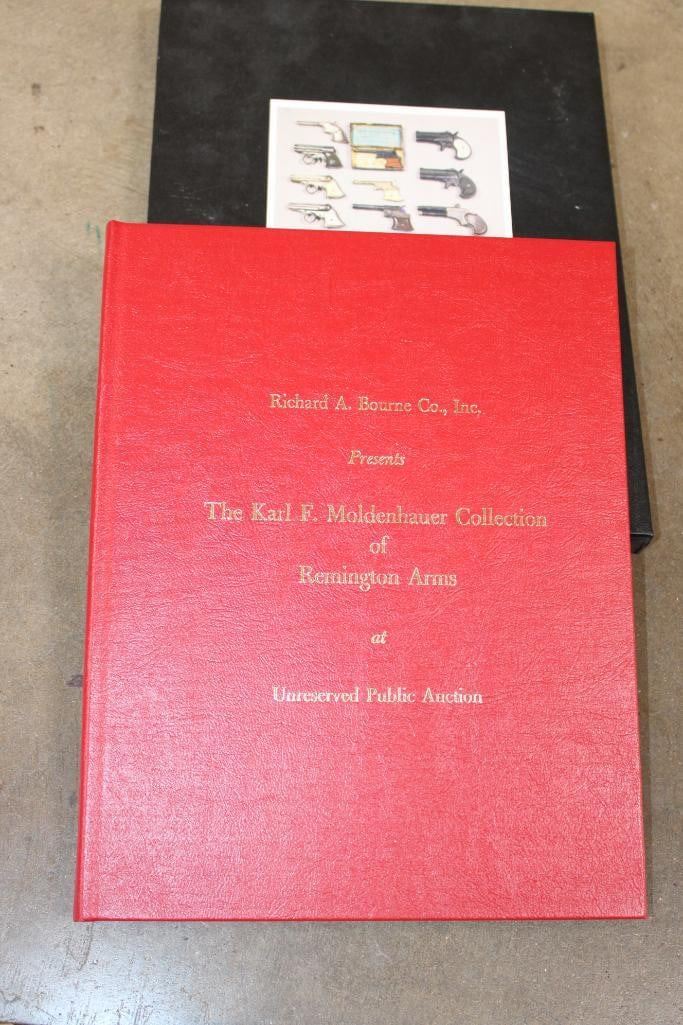 Richard A. Bourne Co., Inc.
Presents
The Karl F. Moldenhauer Collection
of
Remington Arms
at
Unreserved Public Auction